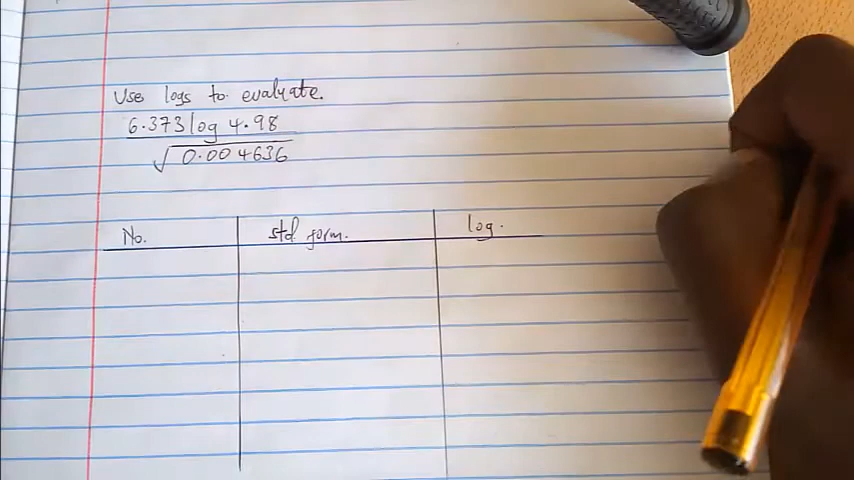 Use logs to evaluate.
6.373 log 4.98
√0.004636
No. std form. log.